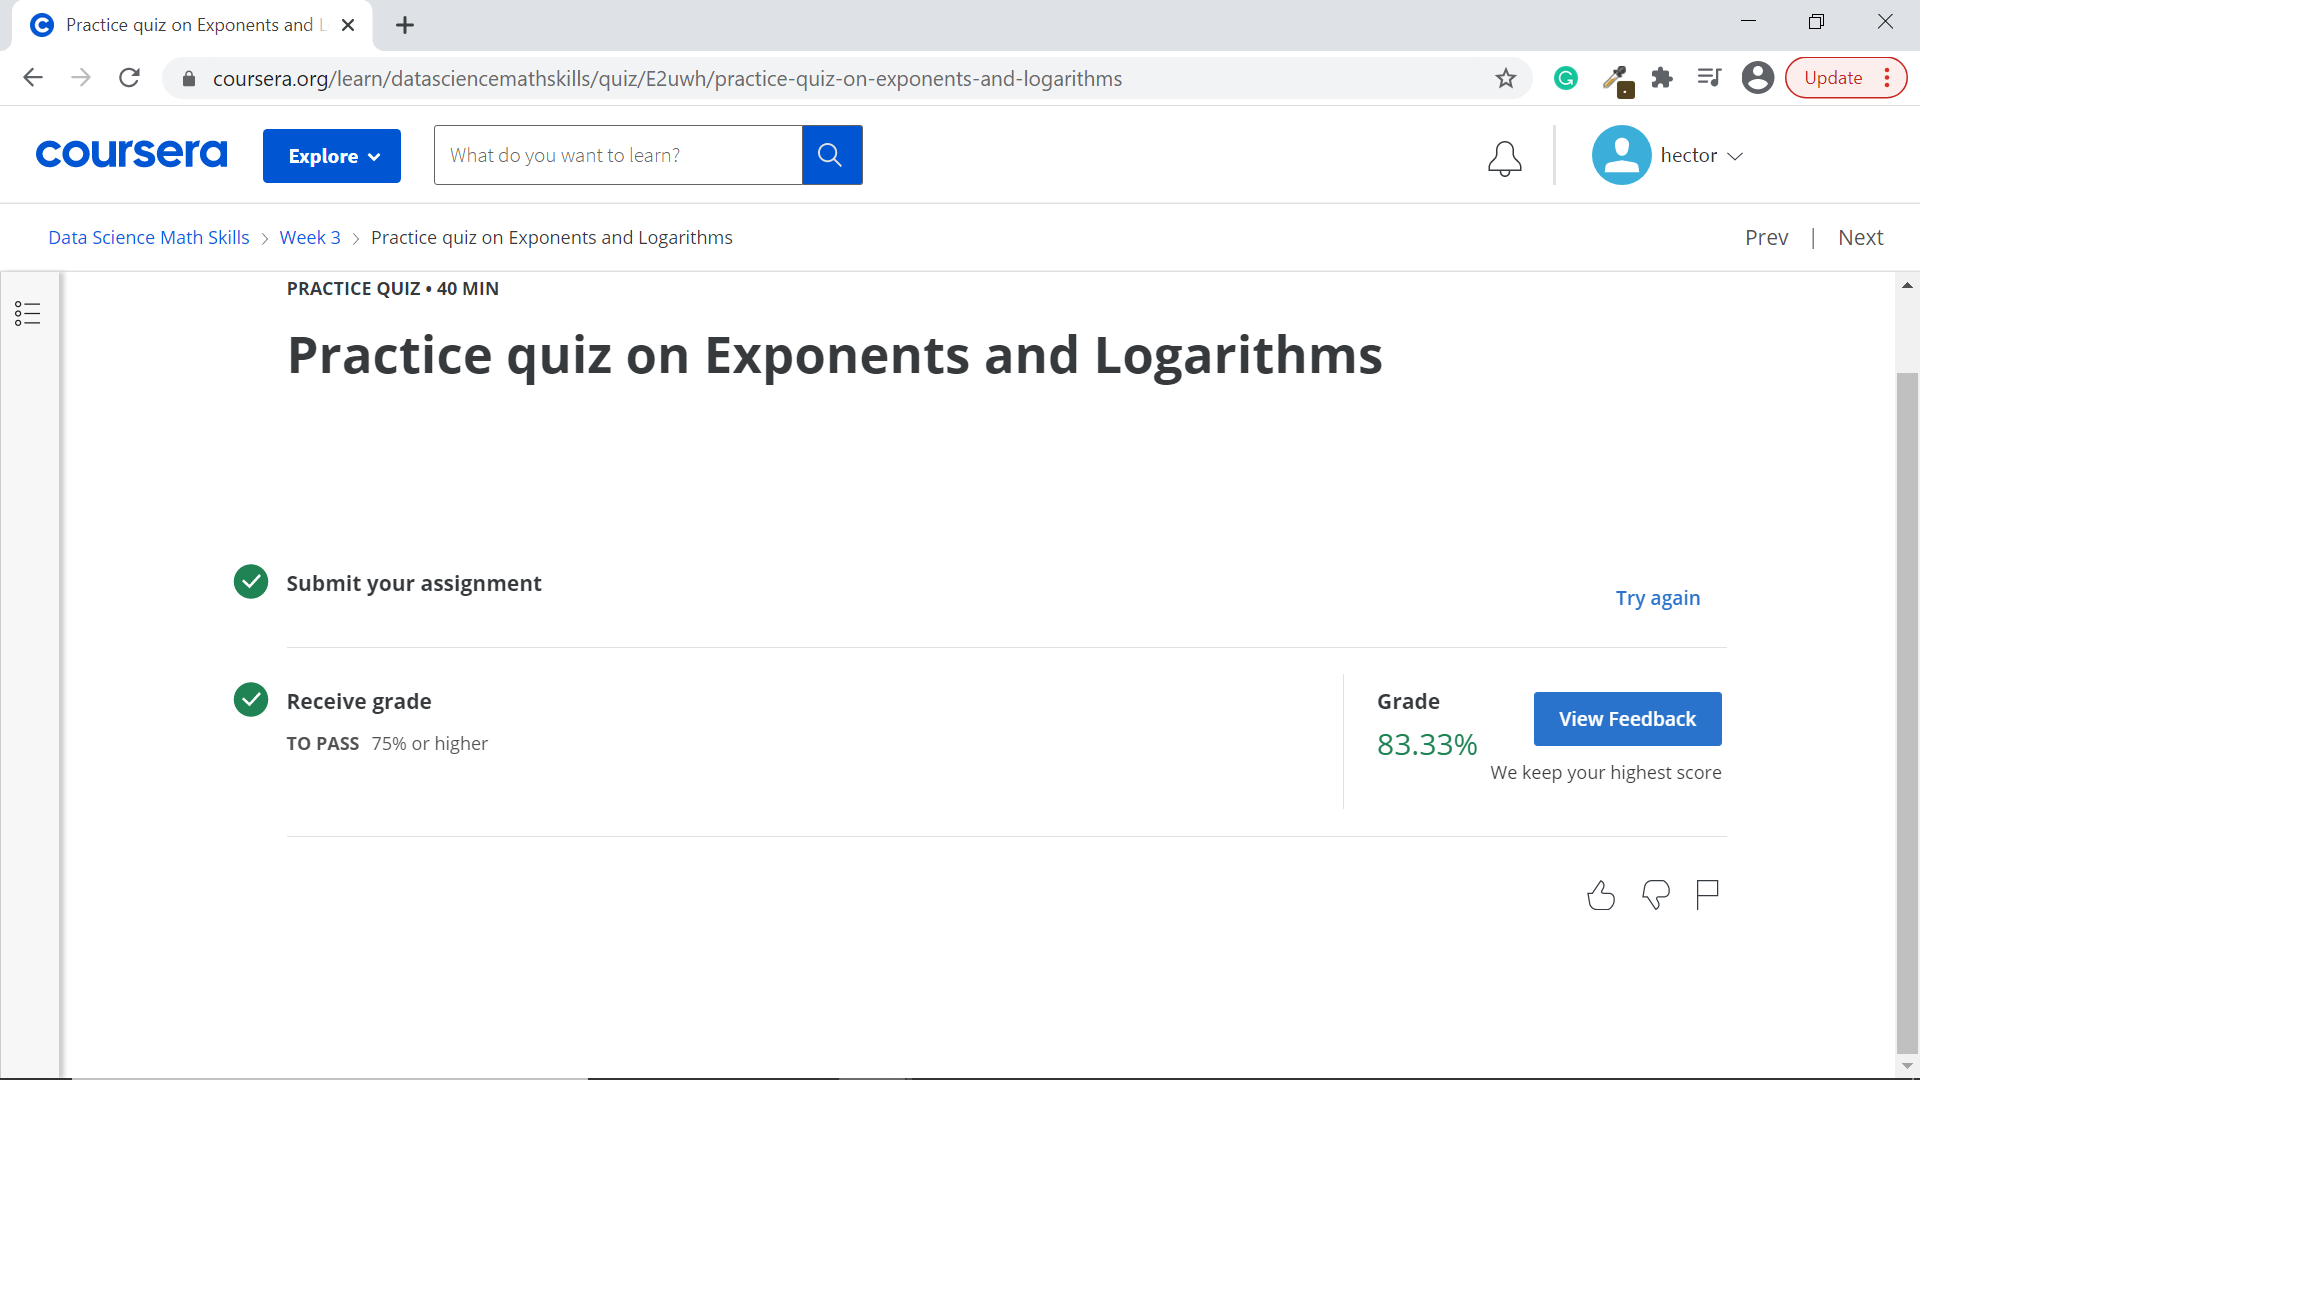 Practice quiz on Exponents and L
coursera.org/learn/datasciencemathskills/quiz/E2uwh/practice-quiz-on-exponents-and-logarithms
Update
coursera
Explore
What do you want to learn?
hector
Data Science Math Skills > Week 3 > Practice quiz on Exponents and Logarithms
Prev | Next
PRACTICE QUIZ • 40 MIN
Practice quiz on Exponents and Logarithms
Submit your assignment
Try again
Receive grade
TO PASS 75% or higher
Grade
83.33%
View Feedback
We keep your highest score